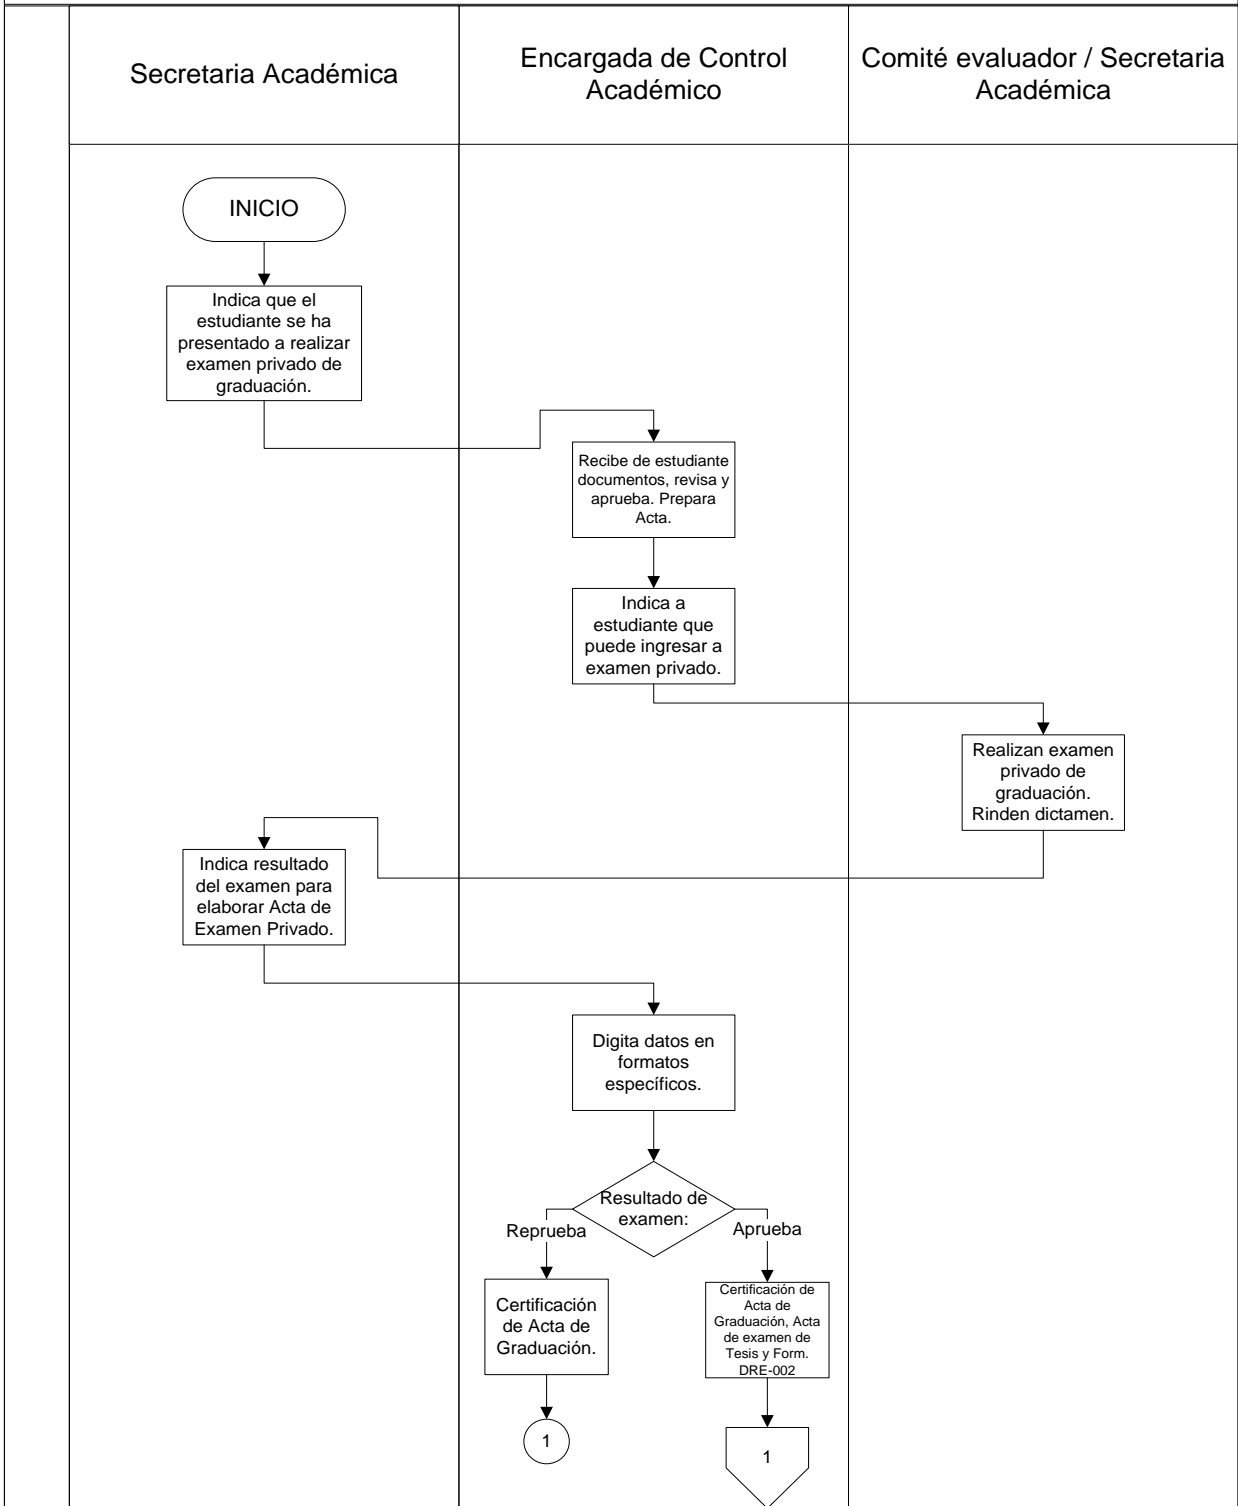 Secretaria Académica
Encargada de Control
Académico
Comité evaluador / Secretaria
Académica
INICIO
Indica que el
estudiante se ha
presentado a realizar
examen privado de
graduación.
Recibe de estudiante
documentos, revisa y
aprueba. Prepara
Acta.
Indica a
estudiante que
puede ingresar a
examen privado.
Realizan examen
privado de
graduación.
Rinden dictamen.
Indica resultado
del examen para
elaborar Acta de
Examen Privado.
Digita datos en
formatos
específicos.
Resultado de
examen:
Reprueba
Aprueba
Certificación
de Acta de
Graduación.
Certificación de
Acta de
Graduación, Acta
de examen de
Tesis y Form.
DRE-002
1
1